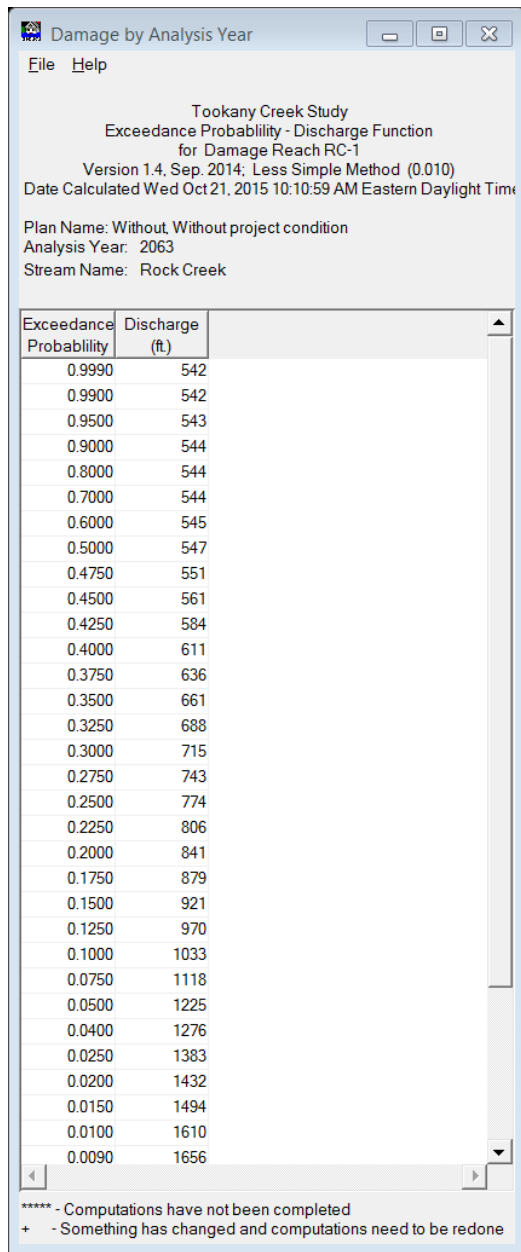 Damage by Analysis Year
File Help
Tookany Creek Study
Exceedance Probablility - Discharge Function
for Damage Reach RC-1
Version 1.4, Sep. 2014; Less Simple Method (0.010)
Date Calculated Wed Oct 21, 2015 10:10:59 AM Eastern Daylight Time
Plan Name: Without, Without project condition
Analysis Year: 2063
Stream Name: Rock Creek
Exceedance Discharge
Probablility (ft.)
0.9990 542
0.9900 542
0.9500 543
0.9000 544
0.8000 544
0.7000 544
0.6000 545
0.5000 547
0.4750 551
0.4500 561
0.4250 584
0.4000 611
0.3750 636
0.3500 661
0.3250 688
0.3000 715
0.2750 743
0.2500 774
0.2250 806
0.2000 841
0.1750 879
0.1500 921
0.1250 970
0.1000 1033
0.0750 1118
0.0500 1225
0.0400 1276
0.0250 1383
0.0200 1432
0.0150 1494
0.0100 1610
0.0090 1656
***** - Computations have not been completed
+ - Something has changed and computations need to be redone